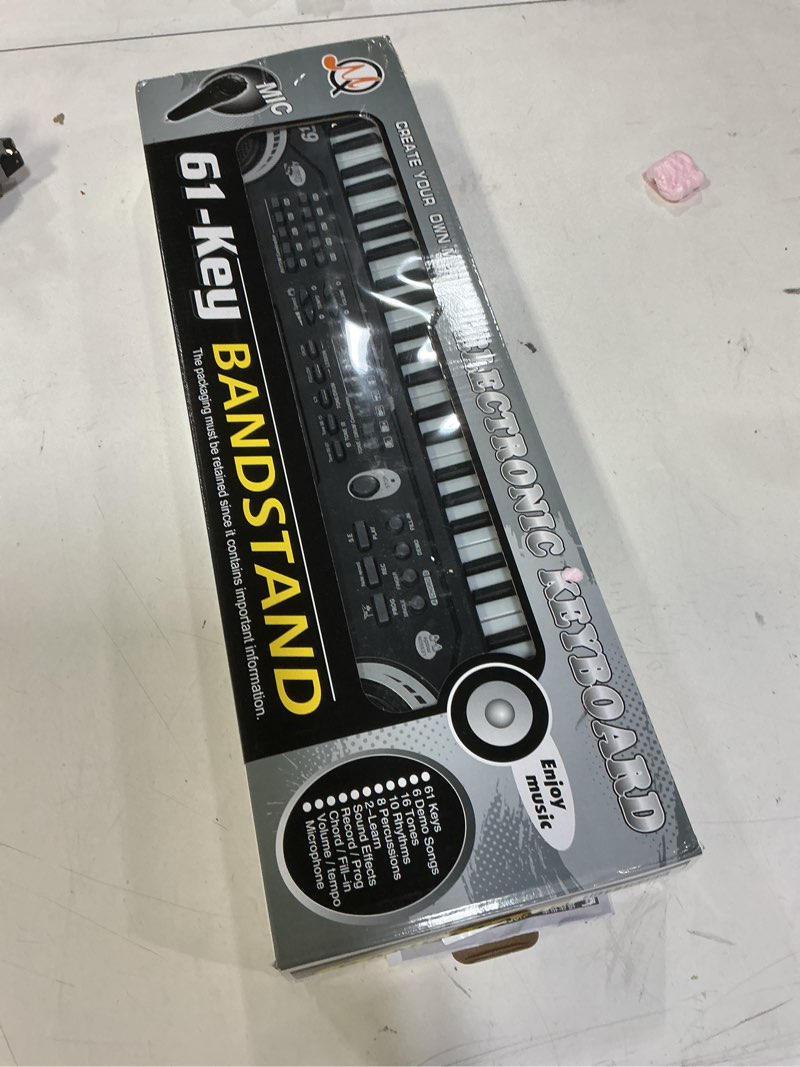 MIC
MQ
CREATE YOUR OWN
ELECTRONIC KEYBOARD
61-Key
BANDSTAND
The packaging must be retained since it contains important information.
Enjoy
music
61 Keys
6 Demo Songs
16 Tones
10 Rhythms
8 Percussions
2-Learn
Sound Effects
Record / Prog
Chord / Fill-in
Volume / tempo
Microphone